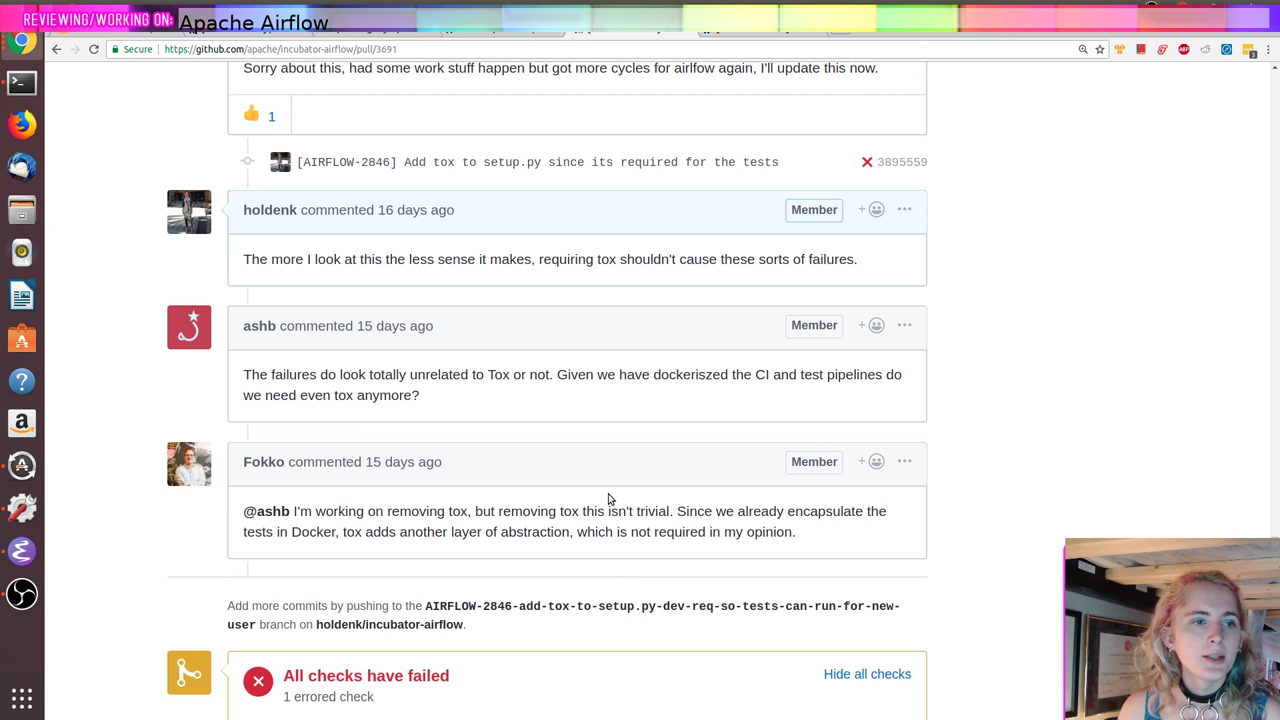 REVIEWING/WORKING ON: Apache Airflow
Secure https://github.com/apache/incubator-airflow/pull/3691
Sorry about this, had some work stuff happen but got more cycles for airlfow again, I'll update this now.
👍 1
[AIRFLOW-2846] Add tox to setup.py since its required for the tests 3895559
holdenk commented 16 days ago Member
The more I look at this the less sense it makes, requiring tox shouldn't cause these sorts of failures.
ashb commented 15 days ago Member
The failures do look totally unrelated to Tox or not. Given we have dockeriszed the CI and test pipelines do
we need even tox anymore?
Fokko commented 15 days ago Member
@ashb I'm working on removing tox, but removing tox this isn't trivial. Since we already encapsulate the
tests in Docker, tox adds another layer of abstraction, which is not required in my opinion.
Add more commits by pushing to the AIRFLOW-2846-add-tox-to-setup.py-dev-req-so-tests-can-run-for-new-
user branch on holdenk/incubator-airflow.
All checks have failed Hide all checks
1 errored check